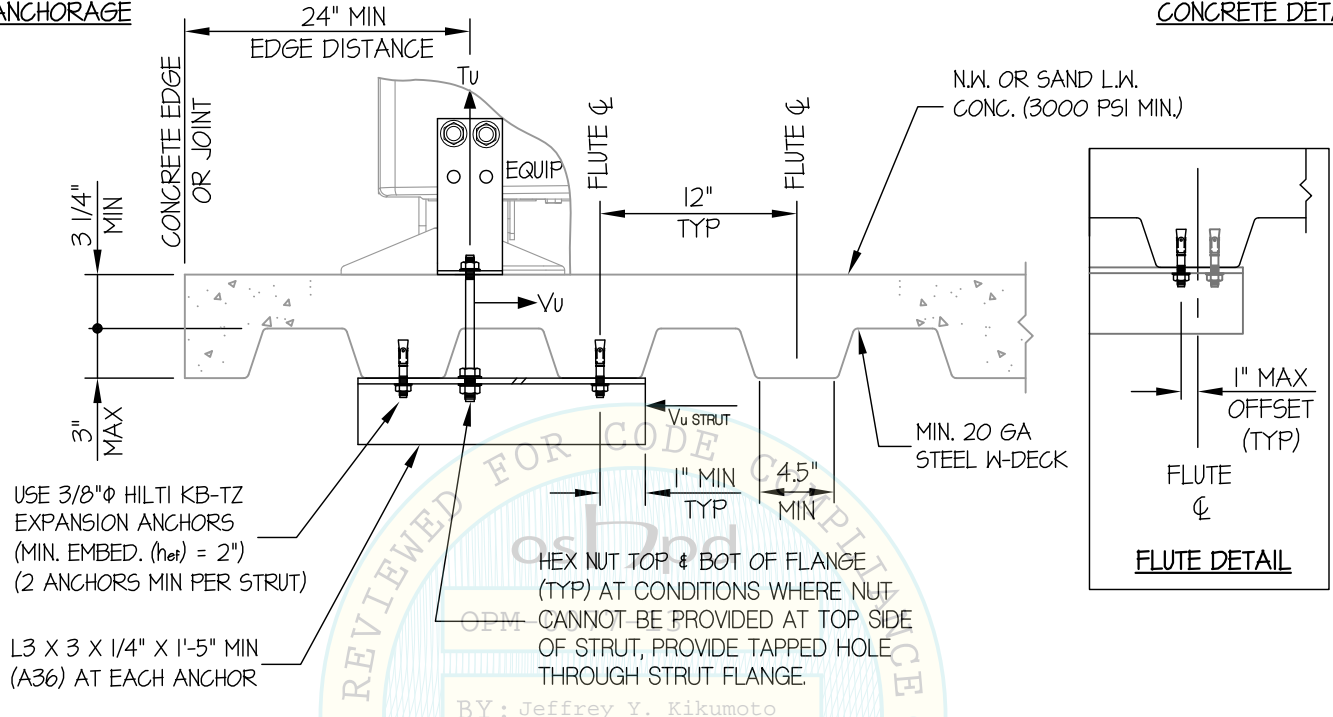 ANCHORAGE
CONCRETE DETA
24" MIN
EDGE DISTANCE
CONCRETE EDGE
OR JOINT
Tu
FLUTE ℄
FLUTE ℄
N.W. OR SAND L.W.
CONC. (3000 PSI MIN.)
EQUIP
12"
TYP
3 1/4"
MIN
Vu
3"
MAX
Vu STRUT
1" MIN
TYP
4.5"
MIN
MIN. 20 GA
STEEL W-DECK
1" MAX
OFFSET
(TYP)
FLUTE
℄
FLUTE DETAIL
USE 3/8"Φ HILTI KB-TZ
EXPANSION ANCHORS
(MIN. EMBED. (hef) = 2")
(2 ANCHORS MIN PER STRUT)
L3 X 3 X 1/4" X 1'-5" MIN
(A36) AT EACH ANCHOR
HEX NUT TOP & BOT OF FLANGE
(TYP) AT CONDITIONS WHERE NUT
CANNOT BE PROVIDED AT TOP SIDE
OF STRUT, PROVIDE TAPPED HOLE
THROUGH STRUT FLANGE.
REVIEWED FOR CODE COMPLIANCE
oshpd
BY: Jeffrey Y. Kikumoto